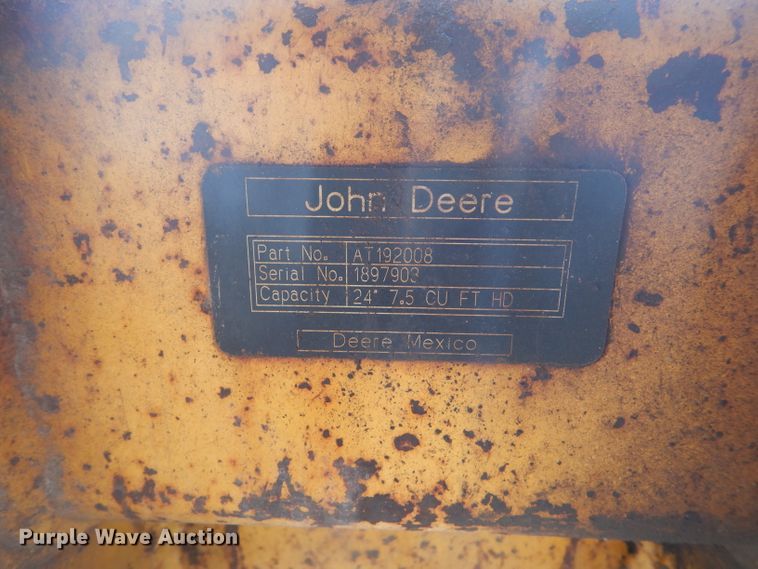 John Deere
Part No. AT192008
Serial No. 1897903
Capacity 24" 7.5 CU FT HD
Deere Mexico
Purple Wave Auction